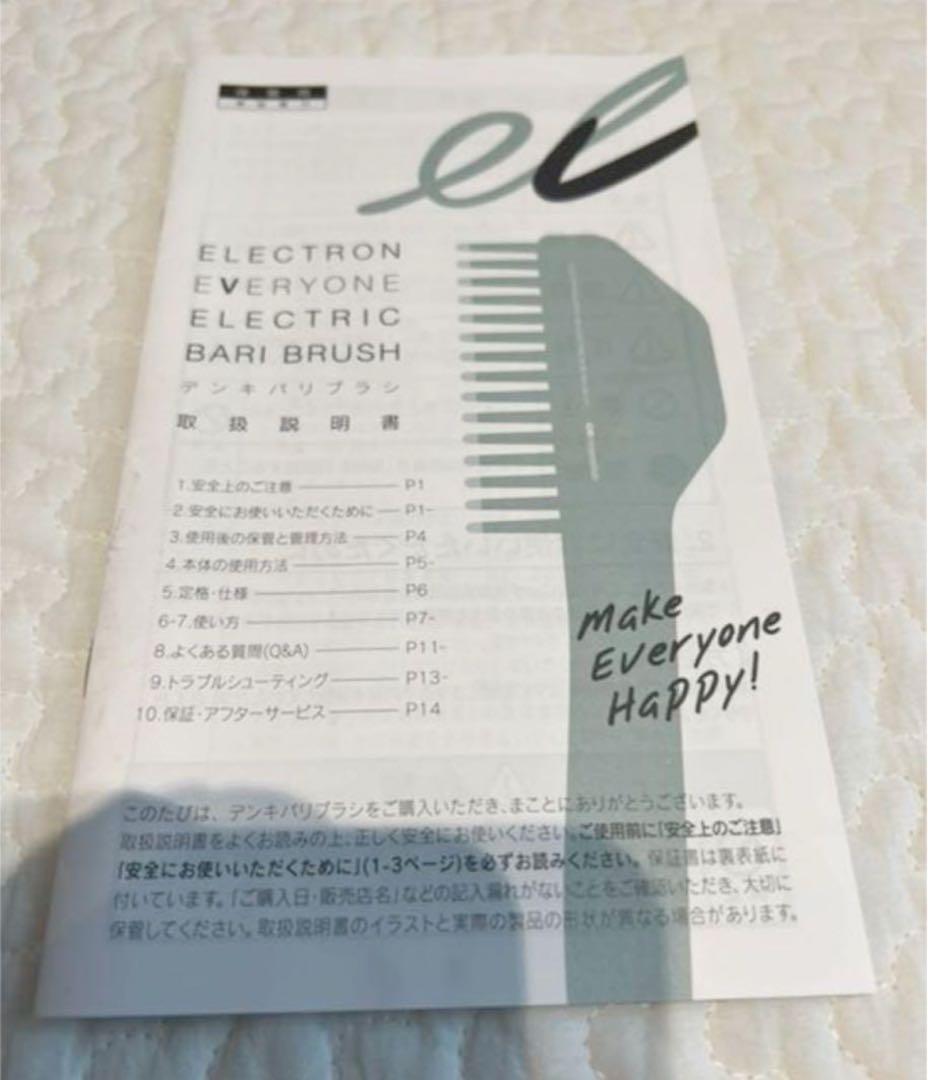 el
ELECTRON
EVERYONE
ELECTRIC
BARI BRUSH
デンキバリブラシ
取扱説明書
1.安全上のご注意 P1
2.安全にお使いいただくために P1-
3.使用後の保管と管理方法 P4
4.本体の使用方法 P5-
5.定格・仕様 P6
6-7.使い方 P7-
8.よくある質問(Q&A) P11-
9.トラブルシューティング P13-
10.保証・アフターサービス P14
make
Everyone
Happy!
このたびは、デンキバリブラシをご購入いただき、まことにありがとうございます。
取扱説明書をよくお読みの上、正しく安全にお使いください。ご使用前に「安全上のご注意」
「安全にお使いいただくために」(1-3ページ)を必ずお読みください。保証書は裏表紙に
付いています。「ご購入日・販売店名」などの記入漏れがないことをご確認いただき、大切に
保管してください。取扱説明書のイラストと実際の製品の形状が異なる場合があります。